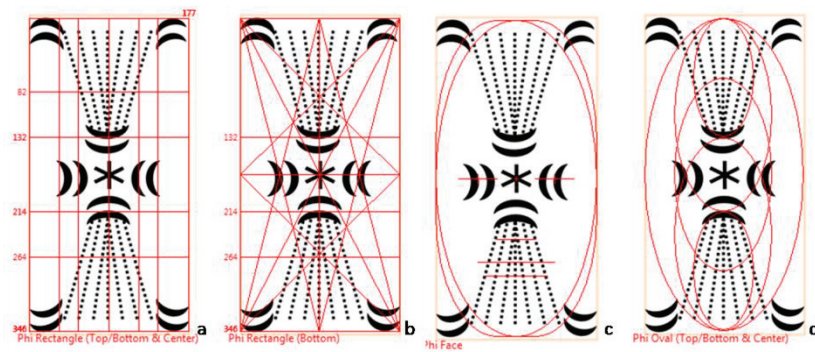 177
82
132
214
264
346
Phi Rectangle (Top/Bottom & Center)
a
132
214
264
346
Phi Rectangle (Bottom)
b
Phi Face
c
Phi Oval (Top/Bottom & Center)
d